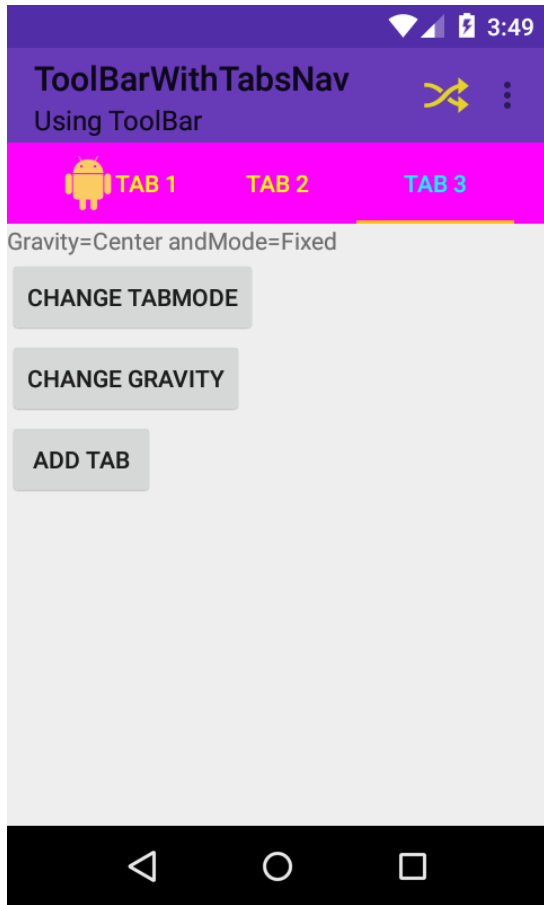 3:49
ToolBarWithTabsNav
Using ToolBar
TAB 1 TAB 2 TAB 3
Gravity=Center andMode=Fixed
CHANGE TABMODE
CHANGE GRAVITY
ADD TAB